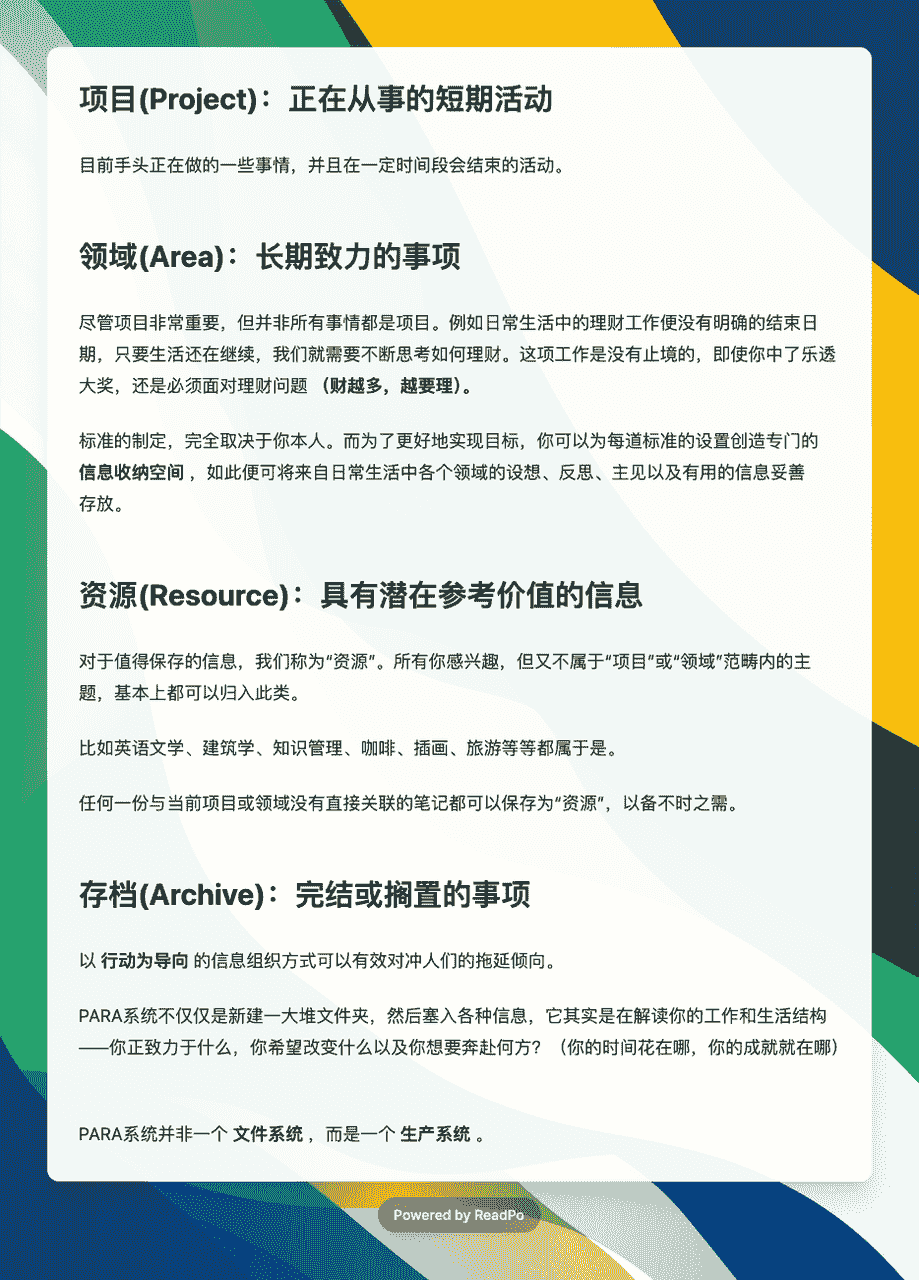 项目(Project)：正在从事的短期活动
目前手头正在做的一些事情，并且在一定时间段会结束的活动。
领域(Area)：长期致力的事项
尽管项目非常重要，但并非所有事情都是项目。例如日常生活中的理财工作便没有明确的结束日
期，只要生活还在继续，我们就需要不断思考如何理财。这项工作是没有止境的，即使你中了乐透
大奖，还是必须面对理财问题（财越多，越要理）。
标准的制定，完全取决于你本人。而为了更好地实现目标，你可以为每道标准的设置创造专门的
信息收纳空间 ，如此便可将来自日常生活中各个领域的设想、反思、主见以及有用的信息妥善
存放。
资源(Resource)：具有潜在参考价值的信息
对于值得保存的信息，我们称为“资源”。所有你感兴趣，但又不属于“项目”或“领域”范畴内的主
题，基本上都可以归入此类。
比如英语文学、建筑学、知识管理、咖啡、插画、旅游等等都属于是。
任何一份与当前项目或领域没有直接关联的笔记都可以保存为“资源”，以备不时之需。
存档(Archive)：完结或搁置的事项
以 行动为导向 的信息组织方式可以有效对冲人们的拖延倾向。
PARA系统不仅仅是新建一大堆文件夹，然后塞入各种信息，它其实是在解读你的工作和生活结构
——你正致力于什么，你希望改变什么以及你想要奔赴何方？（你的时间花在哪，你的成就就在哪）
PARA系统并非一个 文件系统 ，而是一个 生产系统 。
Powered by ReadPo